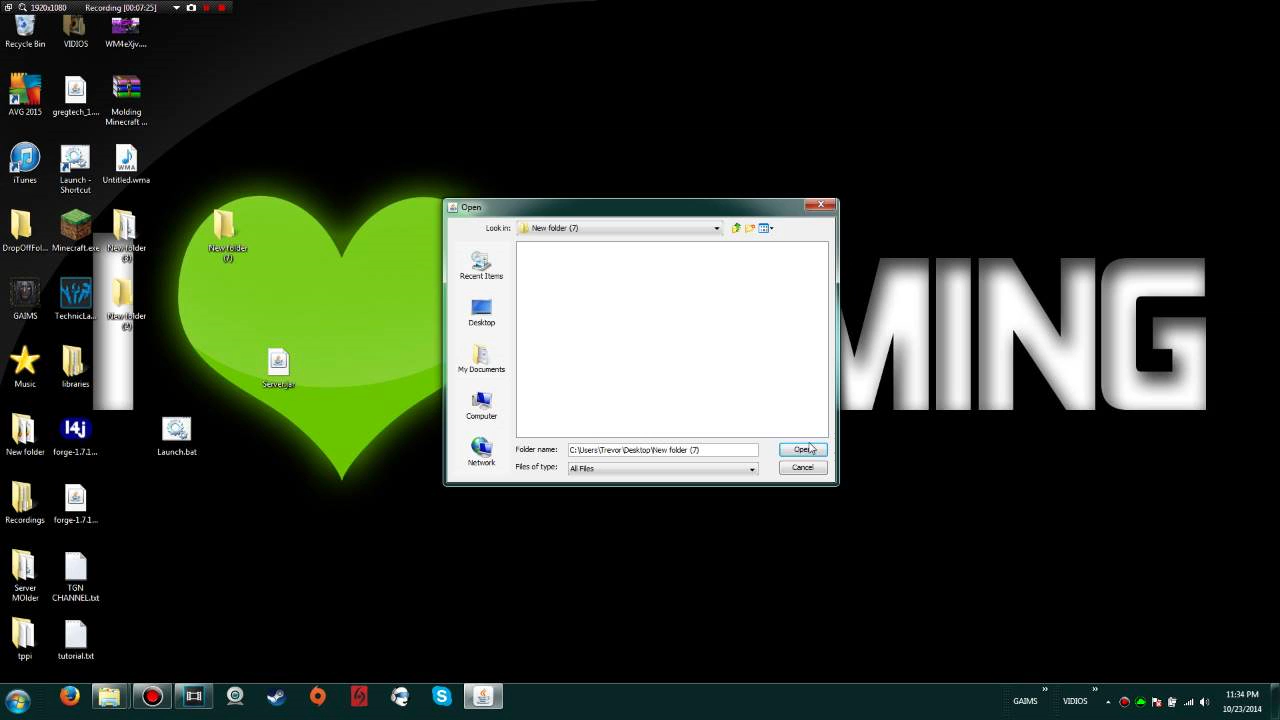 1920x1080 Recording [00:07:25]
Recycle Bin
VIDIOS
WM4eXjv....
AVG 2015
gregtech_1....
Molding
Minecraft ...
iTunes
Launch -
Shortcut
Untitled.wma
DropOffFol...
Minecraft.exe
New folder
(3)
New folder
(7)
GAIMS
TechnicLa...
New folder
(4)
Music
libraries
Server.jar
New folder
forge-1.7.1...
Launch.bat
Recordings
forge-1.7.1...
Server
MOlder
TGN
CHANNEL.txt
tppi
tutorial.txt
MING
Open
Look in:
New folder (7)
Recent Items
Desktop
My Documents
Computer
Network
Folder name:
C:\Users\Trevor\Desktop\New folder (7)
Open
Files of type:
All Files
Cancel
GAIMS
VIDIOS
11:34 PM
10/23/2014